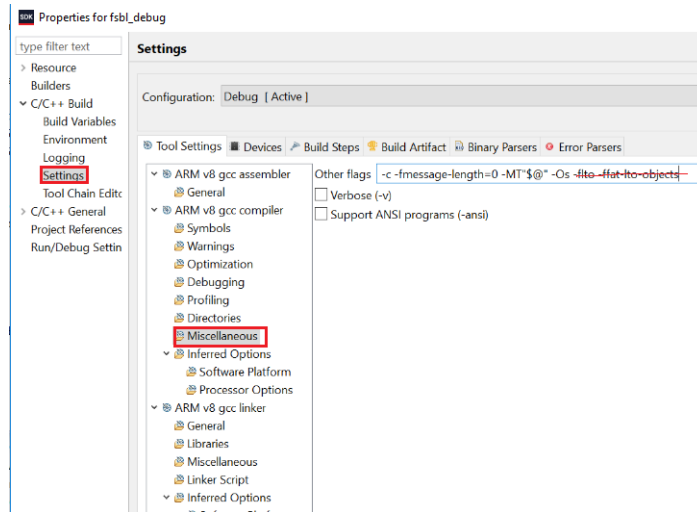 SDK Properties for fsbl_debug
type filter text
Settings
Resource
Builders
C/C++ Build
Build Variables
Environment
Logging
Settings
Tool Chain Editc
C/C++ General
Project References
Run/Debug Settin
Configuration: Debug [ Active ]
Tool Settings Devices Build Steps Build Artifact Binary Parsers Error Parsers
ARM v8 gcc assembler
General
ARM v8 gcc compiler
Symbols
Warnings
Optimization
Debugging
Profiling
Directories
Miscellaneous
Inferred Options
Software Platform
Processor Options
ARM v8 gcc linker
General
Libraries
Miscellaneous
Linker Script
Inferred Options
Other flags -c -fmessage-length=0 -MT"$@" -Os -flto -ffat-lto-objects
Verbose (-v)
Support ANSI programs (-ansi)